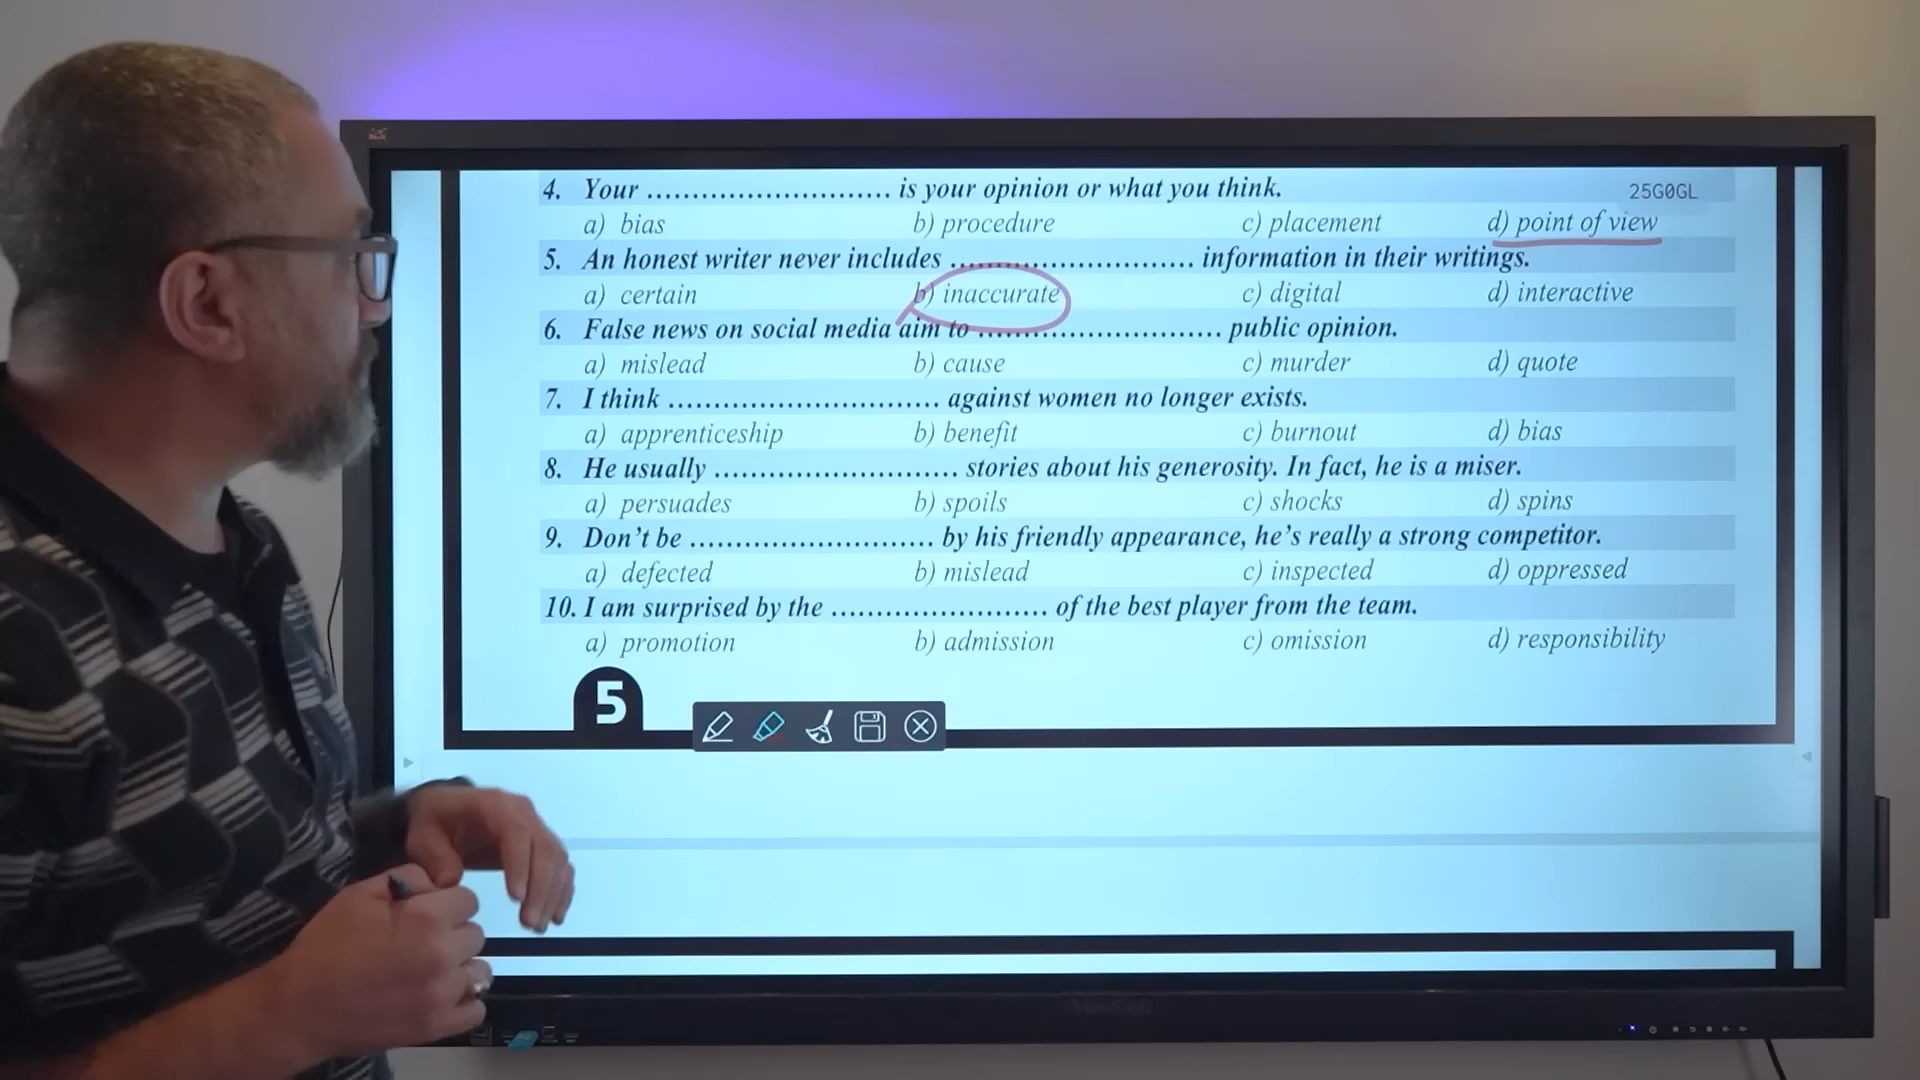 4. Your ........................... is your opinion or what you think.
25G0GL
a) bias b) procedure c) placement d) point of view
5. An honest writer never includes ........................... information in their writings.
a) certain b) inaccurate c) digital d) interactive
6. False news on social media aim to ........................... public opinion.
a) mislead b) cause c) murder d) quote
7. I think .............................. against women no longer exists.
a) apprenticeship b) benefit c) burnout d) bias
8. He usually ........................... stories about his generosity. In fact, he is a miser.
a) persuades b) spoils c) shocks d) spins
9. Don't be ........................... by his friendly appearance, he's really a strong competitor.
a) defected b) mislead c) inspected d) oppressed
10. I am surprised by the ........................ of the best player from the team.
a) promotion b) admission c) omission d) responsibility
5